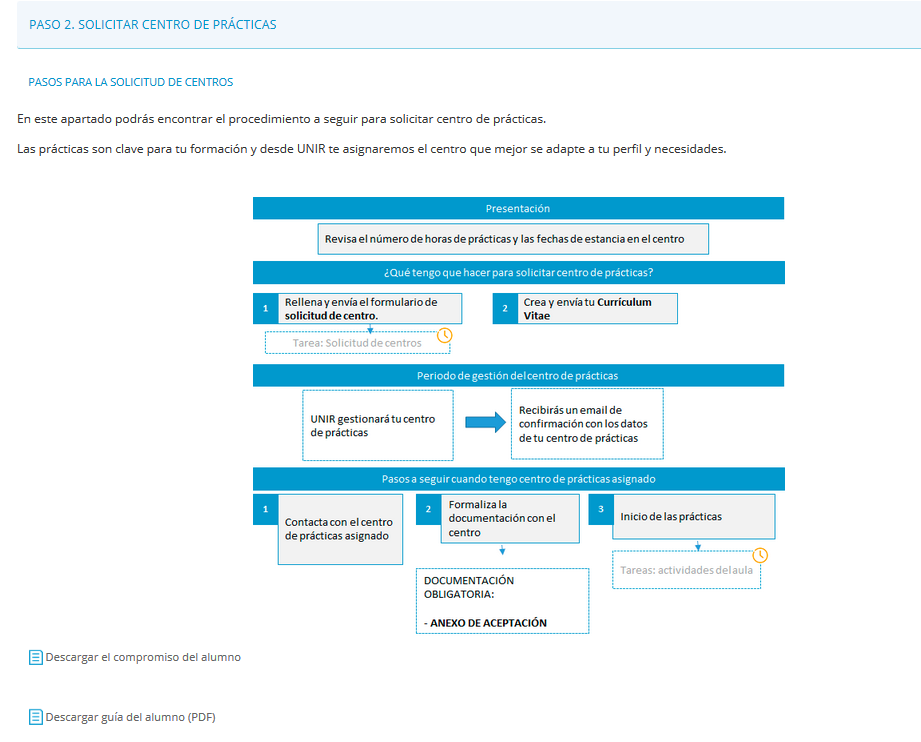 PASO 2. SOLICITAR CENTRO DE PRÁCTICAS
PASOS PARA LA SOLICITUD DE CENTROS
En este apartado podrás encontrar el procedimiento a seguir para solicitar centro de prácticas.
Las prácticas son clave para tu formación y desde UNIR te asignaremos el centro que mejor se adapte a tu perfil y necesidades.
Presentación
Revisa el número de horas de prácticas y las fechas de estancia en el centro
¿Qué tengo que hacer para solicitar centro de prácticas?
1
Rellena y envía el formulario de
solicitud de centro.
Tarea: Solicitud de centros
2
Crea y envía tu Currículum
Vitae
Periodo de gestión del centro de prácticas
UNIR gestionará tu centro
de prácticas
Recibirás un email de
confirmación con los datos
de tu centro de prácticas
Pasos a seguir cuando tengo centro de prácticas asignado
1
Contacta con el centro
de prácticas asignado
2
Formaliza la
documentación con el
centro
DOCUMENTACIÓN
OBLIGATORIA:
- ANEXO DE ACEPTACIÓN
3
Inicio de las prácticas
Tareas: actividades del aula
Descargar el compromiso del alumno
Descargar guía del alumno (PDF)